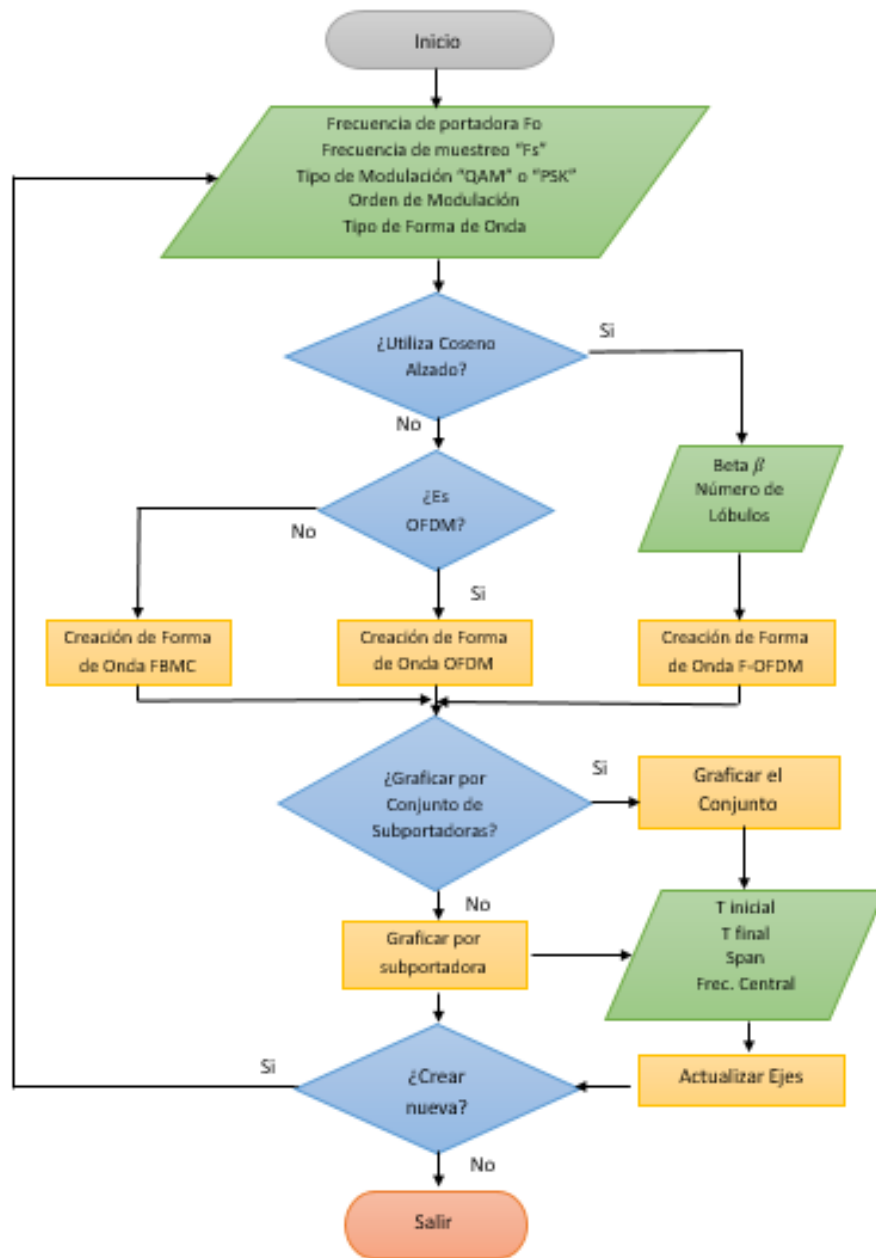 Inicio
Frecuencia de portadora Fo
Frecuencia de muestreo “Fs”
Tipo de Modulación “QAM” o “PSK”
Orden de Modulación
Tipo de Forma de Onda
¿Utiliza Coseno
Alzado?
Si
No
Beta β
Número de
Lóbulos
¿Es
OFDM?
No
Si
Creación de Forma
de Onda FBMC
Creación de Forma
de Onda OFDM
Creación de Forma
de Onda F-OFDM
¿Graficar por
Conjunto de
Subportadoras?
Si
Graficar el
Conjunto
No
Graficar por
subportadora
T inicial
T final
Span
Frec. Central
Si
¿Crear
nueva?
Actualizar Ejes
No
Salir